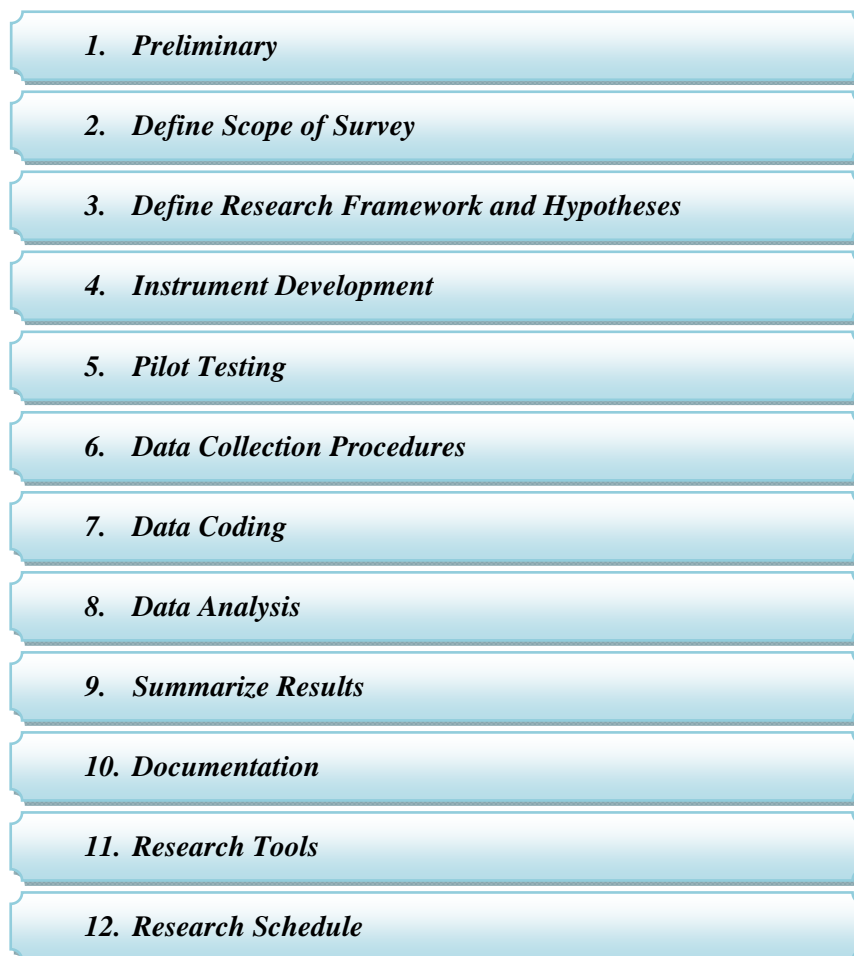 1. Preliminary
2. Define Scope of Survey
3. Define Research Framework and Hypotheses
4. Instrument Development
5. Pilot Testing
6. Data Collection Procedures
7. Data Coding
8. Data Analysis
9. Summarize Results
10. Documentation
11. Research Tools
12. Research Schedule